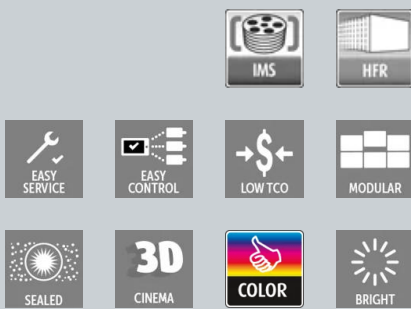 IMS
HFR
EASY
SERVICE
EASY
CONTROL
LOW TCO
MODULAR
SEALED
3D
CINEMA
COLOR
BRIGHT